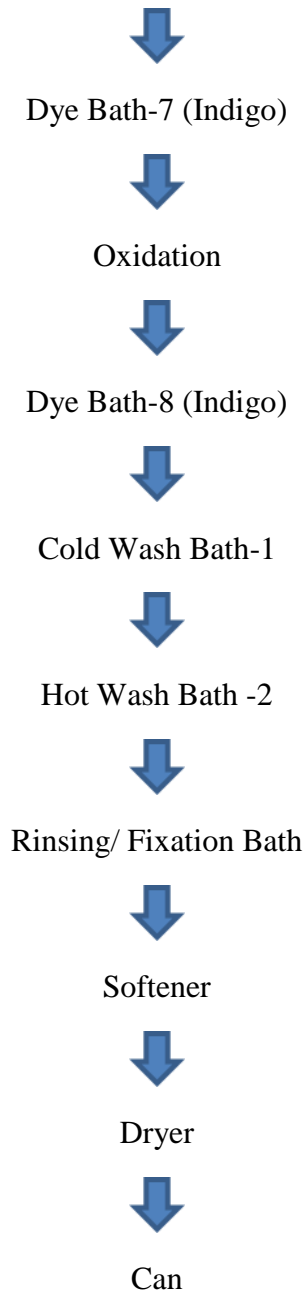 Dye Bath-7 (Indigo)
Oxidation
Dye Bath-8 (Indigo)
Cold Wash Bath-1
Hot Wash Bath -2
Rinsing/ Fixation Bath
Softener
Dryer
Can